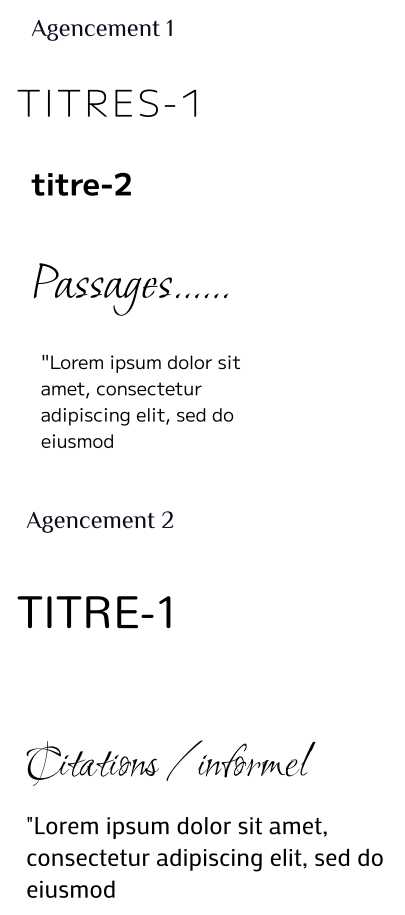 Agencement 1
TITRES-1
titre-2
Passages......
"Lorem ipsum dolor sit
amet, consectetur
adipiscing elit, sed do
eiusmod
Agencement 2
TITRE-1
Citations / informel
"Lorem ipsum dolor sit amet,
consectetur adipiscing elit, sed do
eiusmod